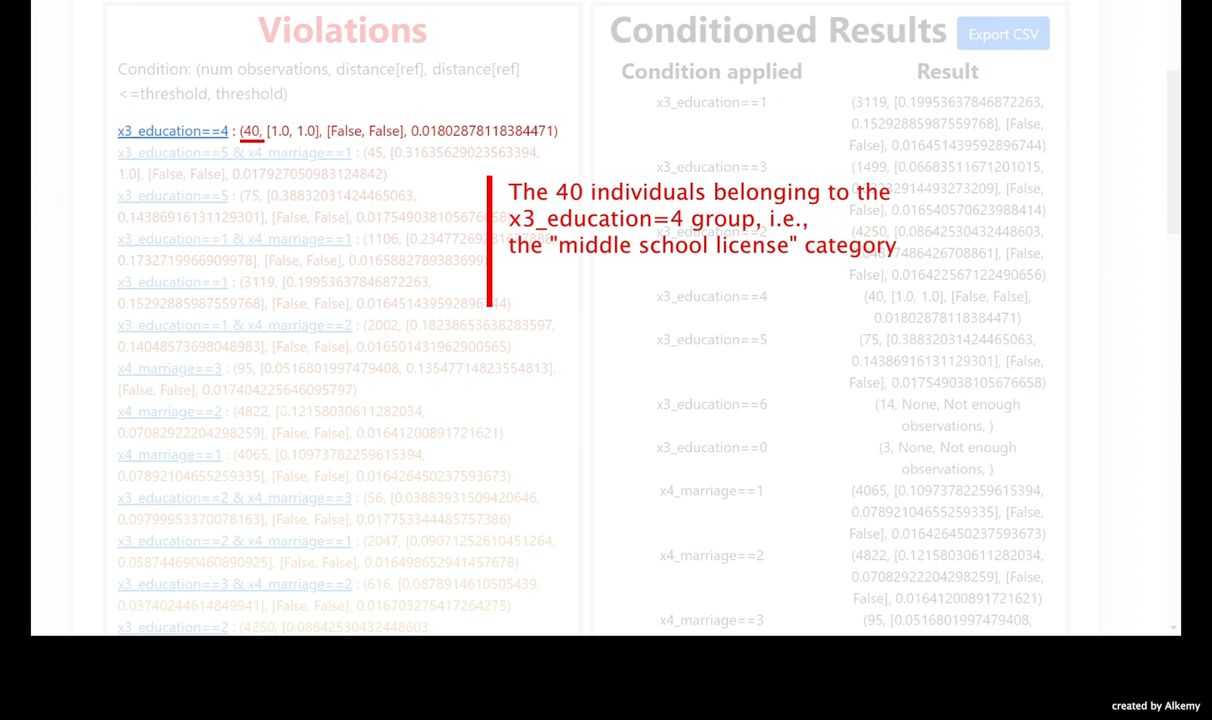 Violations
Condition: (num observations, distance[ref], distance[ref]
<=threshold, threshold)
x3_education==4 : (40, [1.0, 1.0], [False, False], 0.01802878118384471)
x3_education==5 & x4_marriage==1 : (45, [0.31635629023563394,
1.0], [False, False], 0.017927050983124842)
x3_education==5 : (75, [0.38832031424465063,
0.14386916131129301], [False, False], 0.017549038105676658)
x3_education==1 & x4_marriage==1 : (1106,
0.1732719966909978], [False, False],
x3_education==1 : (3119, [0.19953637846872263,
0.15292885987559768], [False, False], 0.016451439592896744)
x3_education==1 & x4_marriage==2 : (2002, [0.18238653638283597,
0.14048573698048983], [False, False], 0.016501431962900565)
x4_marriage==3 : (95, [0.0516801997479408, 0.13547714823554813],
[False, False], 0.017404225646095797)
x4_marriage==2 : (4822, [0.12158030611282034,
0.07082922204298259], [False, False], 0.01641200891721621)
x4_marriage==1 : (4065, [0.10973782259615394,
0.07892104655259335], [False, False], 0.016426450237593673)
x3_education==2 & x4_marriage==3 : (56, [0.03883931509420646,
0.09799953370078163], [False, False], 0.017753344485757386)
x3_education==2 & x4_marriage==1 : (2047, [0.09071252610451264,
0.058744690460890925], [False, False], 0.016498652941457678)
x3_education==3 & x4_marriage==2 : (616, [0.0878914610505439,
0.03740244614849941], [False, False], 0.016703275417264275)
x3_education==2 : (4250, [0.08642530432448603,
The 40 individuals belonging to the
x3_education=4 group, i.e.,
the "middle school license" category
Conditioned Results
Export CSV
Condition applied
Result
x3_education==1
(3119, [0.19953637846872263,
0.15292885987559768], [False,
False], 0.016451439592896744)
x3_education==3
(1499, [0.06683511671201015,
[False,
False], 0.016540570623988414)
x3_education==2
(4250, [0.08642530432448603,
[False,
False], 0.016422567122490656)
x3_education==4
(40, [1.0, 1.0], [False, False],
0.01802878118384471)
x3_education==5
(75, [0.38832031424465063,
0.14386916131129301], [False,
False], 0.017549038105676658)
x3_education==6
(14, None, Not enough
observations, )
x3_education==0
(3, None, Not enough
observations, )
x4_marriage==1
(4065, [0.10973782259615394,
0.07892104655259335], [False,
False], 0.016426450237593673)
x4_marriage==2
(4822, [0.12158030611282034,
0.07082922204298259], [False,
False], 0.01641200891721621)
x4_marriage==3
(95, [0.0516801997479408,
created by Alkemy